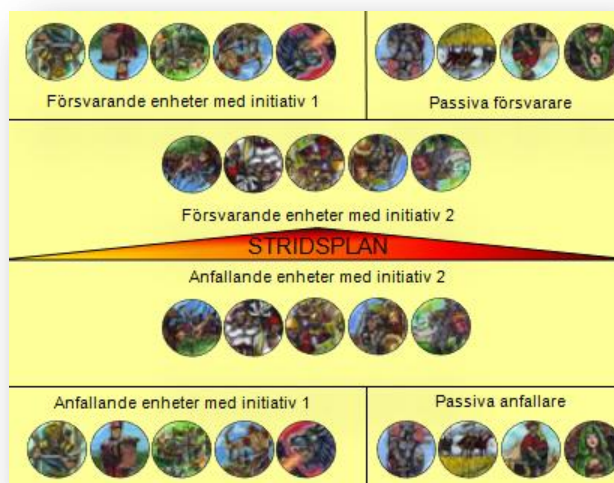 Försvarande enheter med initiativ 1
Passiva försvarare
Försvarande enheter med initiativ 2
STRIDSPLAN
Anfallande enheter med initiativ 2
Anfallande enheter med initiativ 1
Passiva anfallare